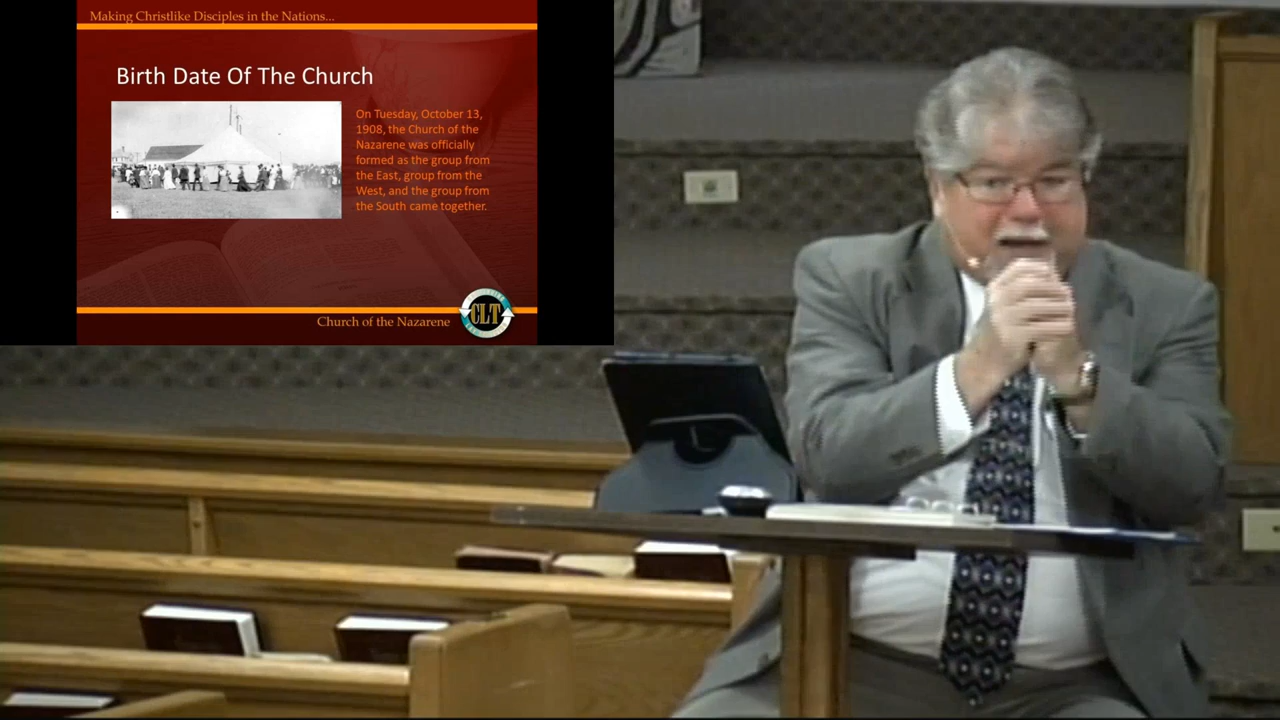 Making Christlike Disciples in the Nations...
Birth Date Of The Church
On Tuesday, October 13,
1908, the Church of the
Nazarene was officially
formed as the group from
the East, group from the
West, and the group from
the South came together.
Church of the Nazarene
CLT